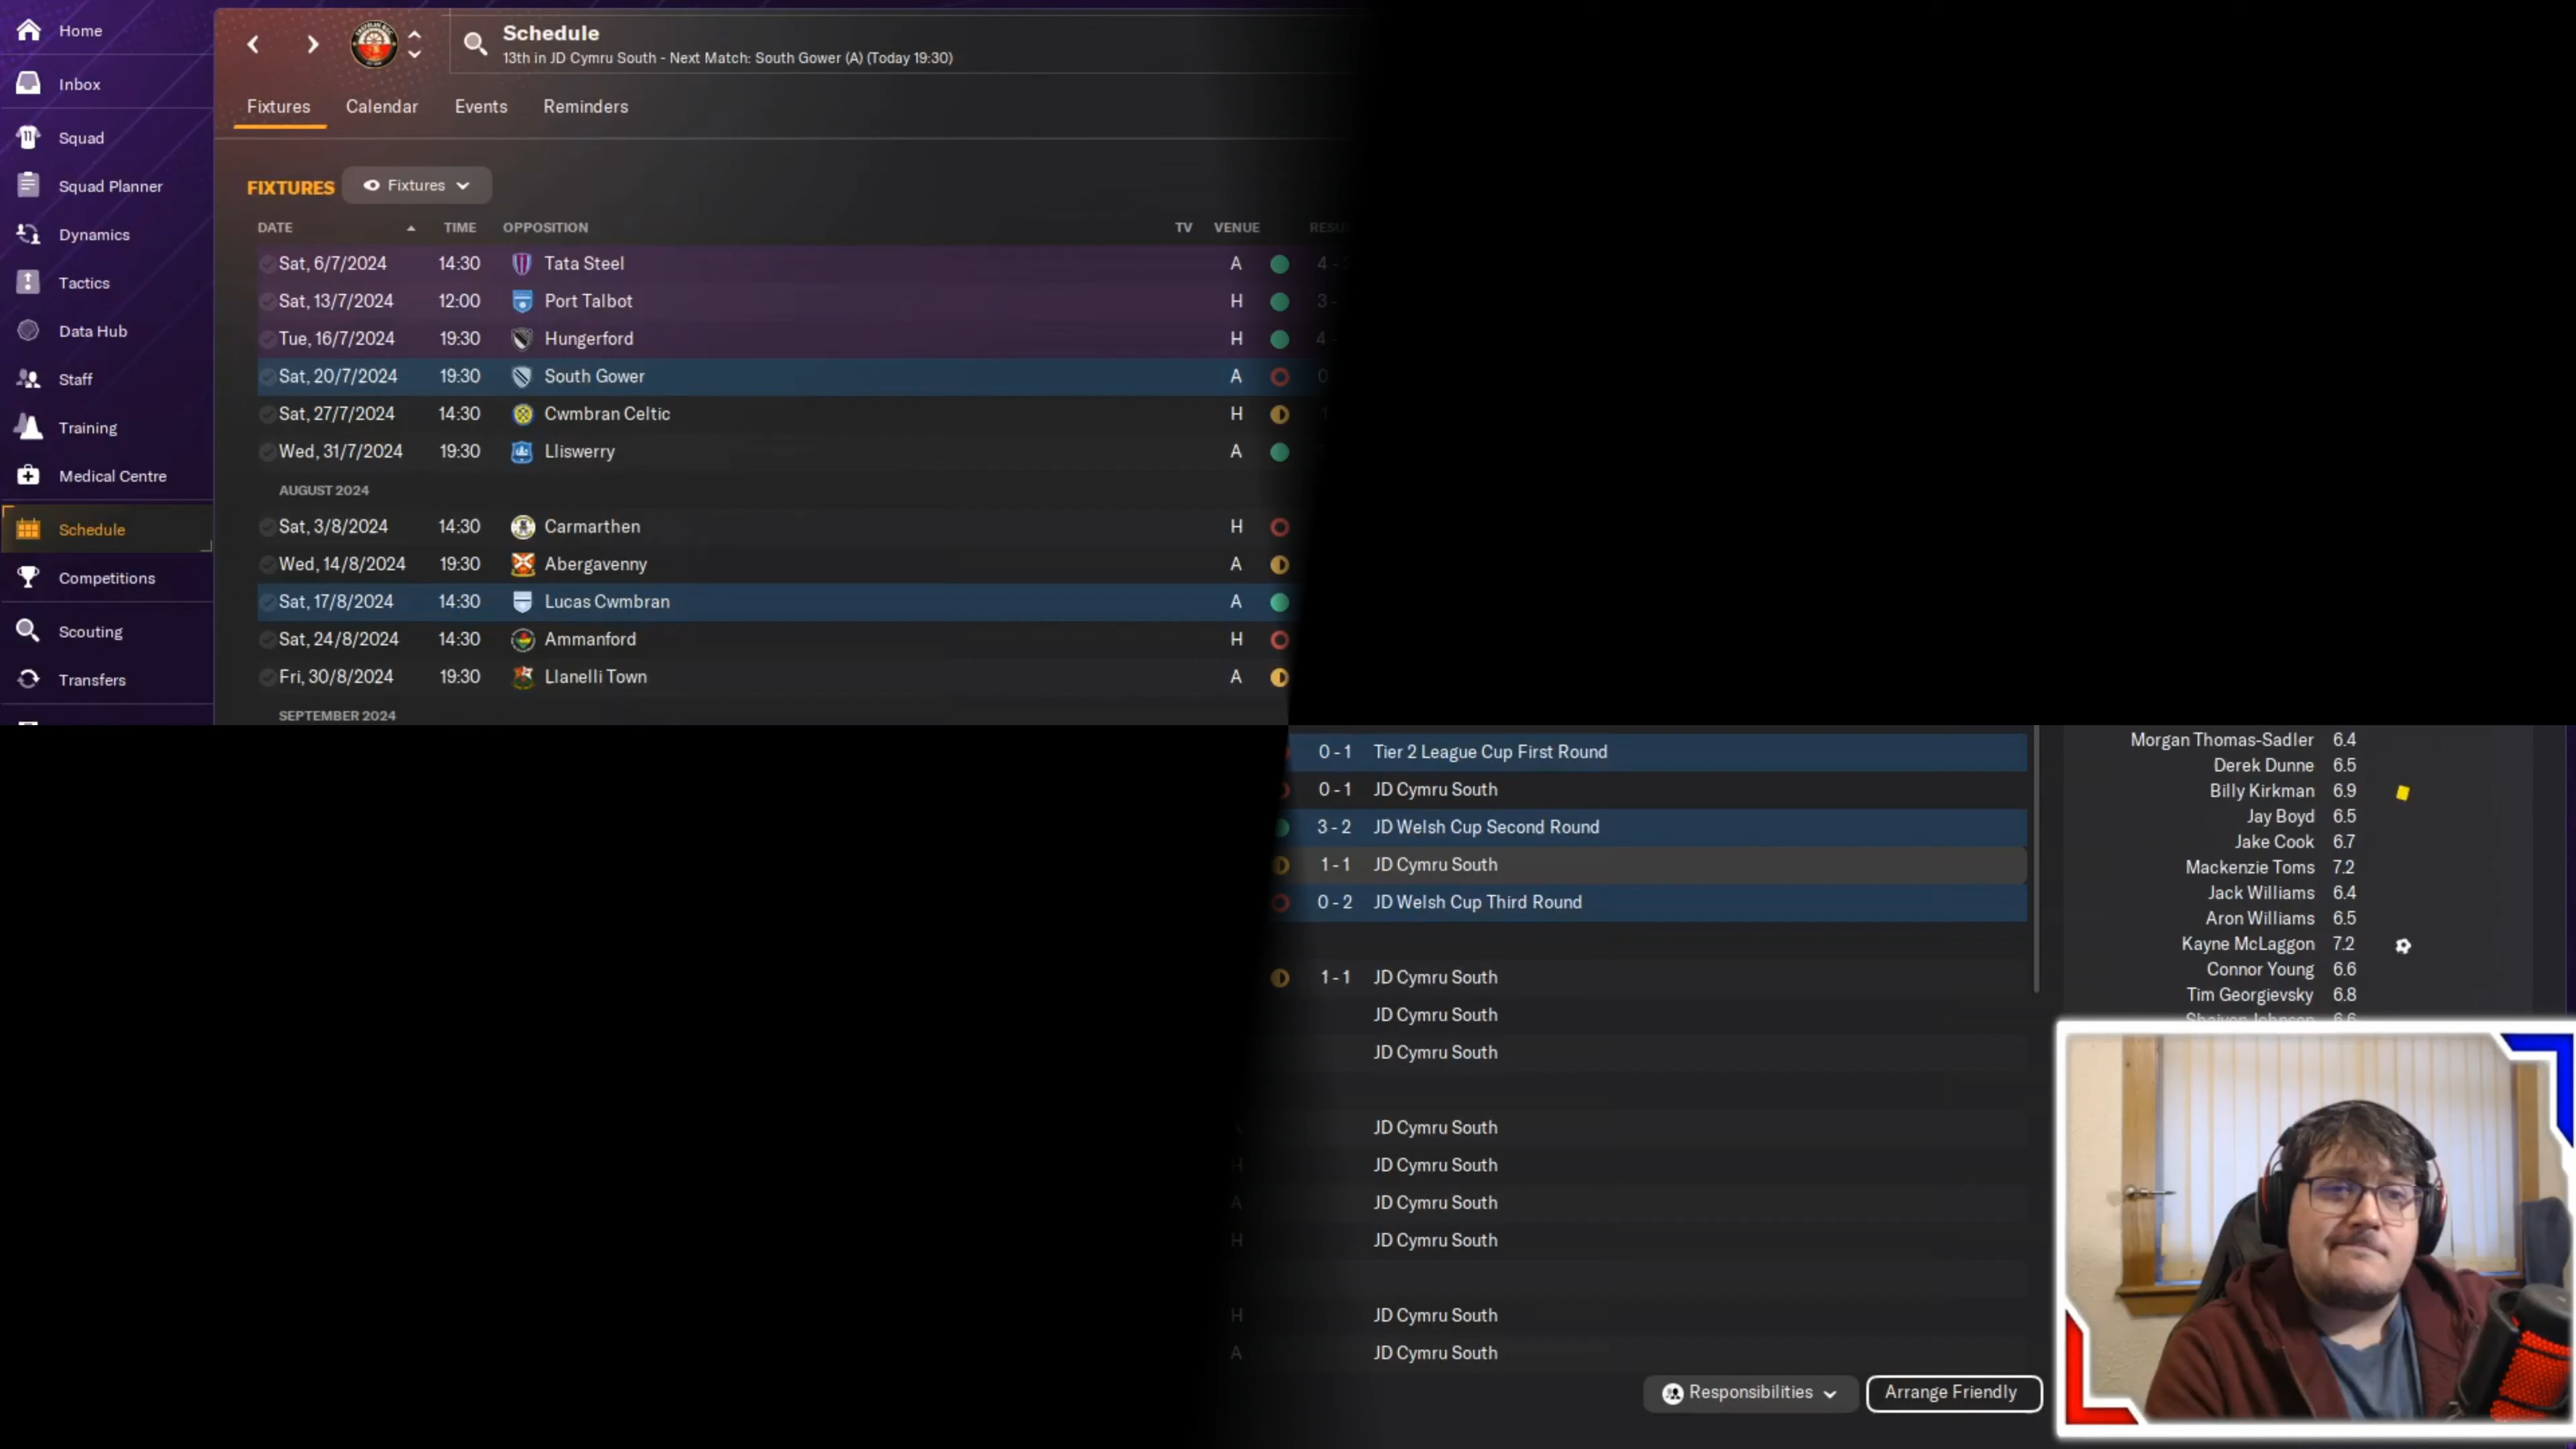 Home
Inbox
Squad
Squad Planner
Dynamics
Tactics
Data Hub
Staff
Training
Medical Centre
Schedule
Competitions
Scouting
Transfers
Schedule
13th in JD Cymru South - Next Match: South Gower (A) (Today 19:30)
Fixtures Calendar Events Reminders
FIXTURES Fixtures
DATE TIME OPPOSITION TV VENUE
Sat, 6/7/2024 14:30 Tata Steel A 4 -
Sat, 13/7/2024 12:00 Port Talbot H 3 -
Tue, 16/7/2024 19:30 Hungerford H 4 -
Sat, 20/7/2024 19:30 South Gower A 0
Sat, 27/7/2024 14:30 Cwmbran Celtic H 1
Wed, 31/7/2024 19:30 Lliswerry A
AUGUST 2024
Sat, 3/8/2024 14:30 Carmarthen H
Wed, 14/8/2024 19:30 Abergavenny A
Sat, 17/8/2024 14:30 Lucas Cwmbran A
Sat, 24/8/2024 14:30 Ammanford H
Fri, 30/8/2024 19:30 Llanelli Town A
SEPTEMBER 2024
0 - 1 Tier 2 League Cup First Round
0 - 1 JD Cymru South
3 - 2 JD Welsh Cup Second Round
1 - 1 JD Cymru South
0 - 2 JD Welsh Cup Third Round
1 - 1 JD Cymru South
JD Cymru South
JD Cymru South
JD Cymru South
H JD Cymru South
A JD Cymru South
H JD Cymru South
H JD Cymru South
A JD Cymru South
Responsibilities Arrange Friendly
Morgan Thomas-Sadler 6.4
Derek Dunne 6.5
Billy Kirkman 6.9
Jay Boyd 6.5
Jake Cook 6.7
Mackenzie Toms 7.2
Jack Williams 6.4
Aron Williams 6.5
Kayne McLaggon 7.2
Connor Young 6.6
Tim Georgievsky 6.8